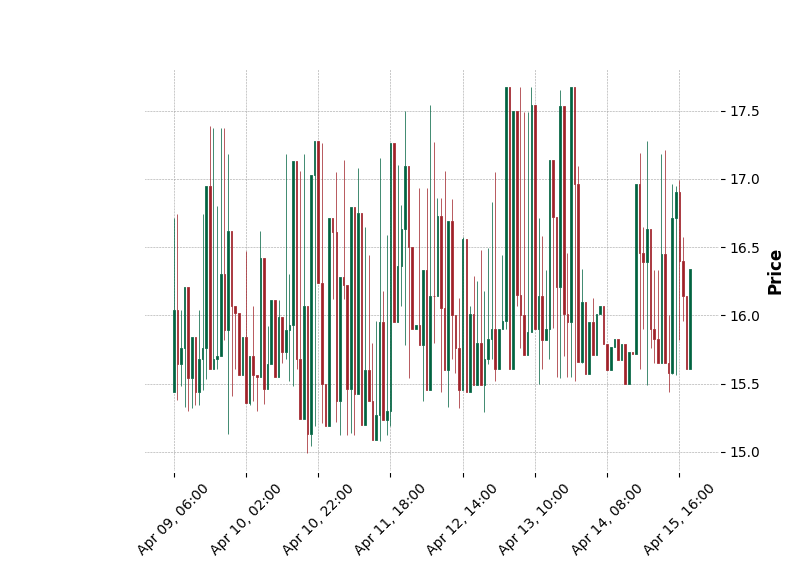 17.5
17.0
16.5
16.0
15.5
15.0
Price
Apr 09, 06:00
Apr 10, 02:00
Apr 10, 22:00
Apr 11, 18:00
Apr 12, 14:00
Apr 13, 10:00
Apr 14, 08:00
Apr 15, 16:00